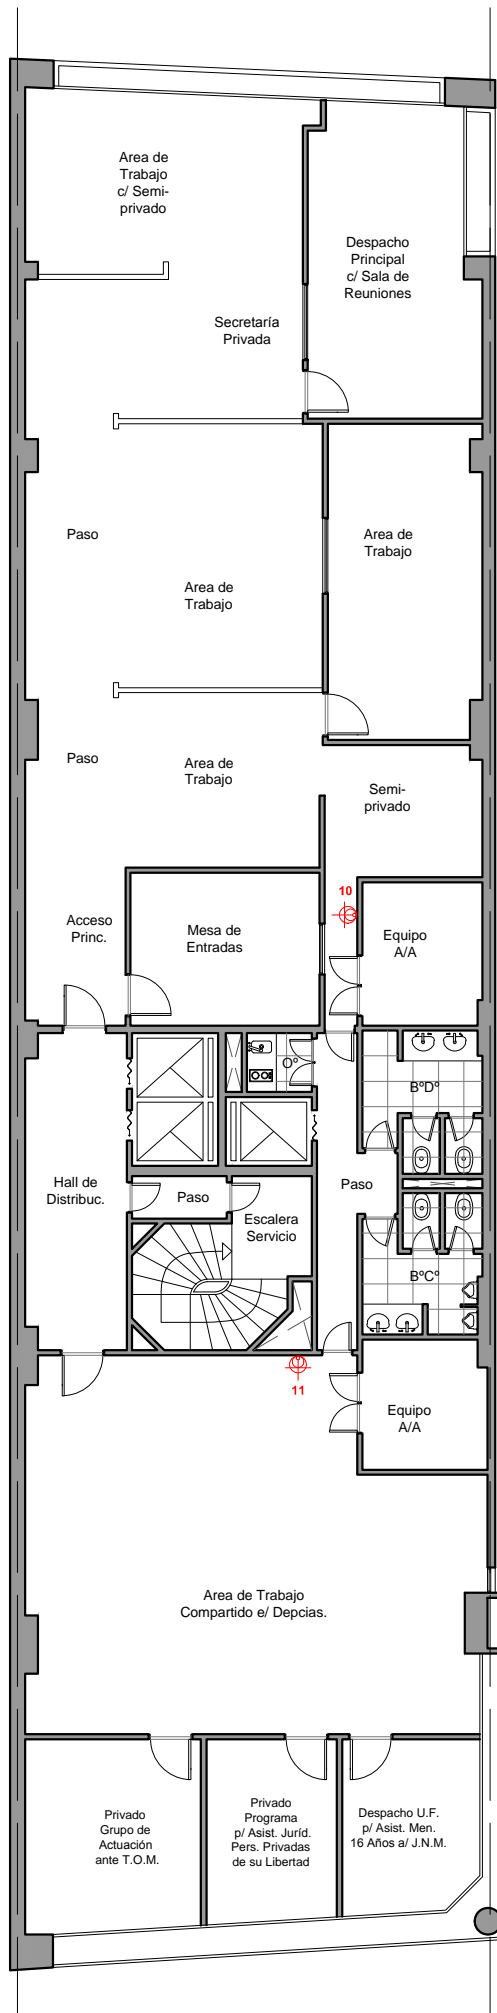 Area de
Trabajo
c/ Semi-
privado
Despacho
Principal
c/ Sala de
Reuniones
Secretaría
Privada
Paso
Area de
Trabajo
Area de
Trabajo
Paso
Area de
Trabajo
Semi-
privado
10
Acceso
Princ.
Mesa de
Entradas
Equipo
A/A
Oº
BºDº
Hall de
Distribuc.
Paso
Paso
Escalera
Servicio
BºCº
11
Equipo
A/A
Area de Trabajo
Compartido e/ Depcias.
Privado
Grupo de
Actuación
ante T.O.M.
Privado
Programa
p/ Asist. Juríd.
Pers. Privadas
de su Libertad
Despacho U.F.
p/ Asist. Men.
16 Años a/ J.N.M.